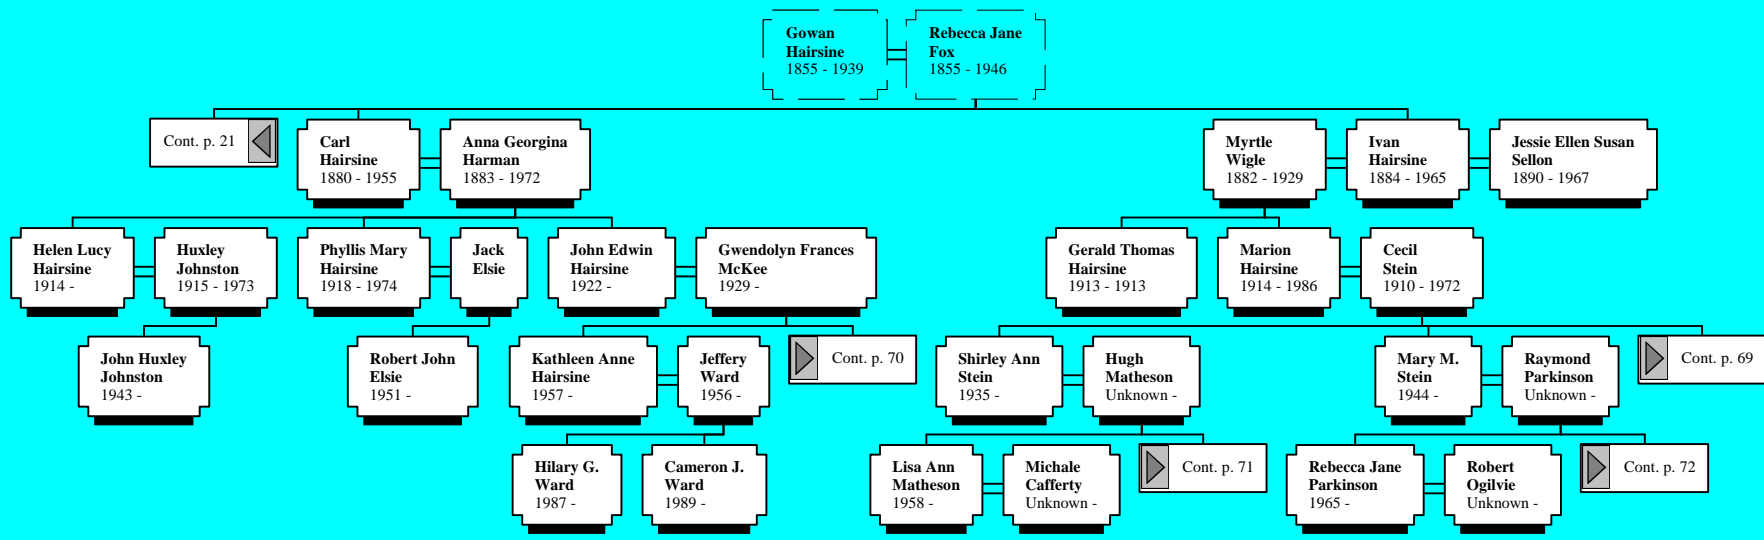 Gowan
Hairsine
1855 - 1939
Rebecca Jane
Fox
1855 - 1946
Cont. p. 21
Carl
Hairsine
1880 - 1955
Anna Georgina
Harman
1883 - 1972
Myrtle
Wigle
1882 - 1929
Ivan
Hairsine
1884 - 1965
Jessie Ellen Susan
Sellon
1890 - 1967
Helen Lucy
Hairsine
1914 -
Huxley
Johnston
1915 - 1973
Phyllis Mary
Hairsine
1918 - 1974
Jack
Elsie
John Edwin
Hairsine
1922 -
Gwendolyn Frances
McKee
1929 -
Gerald Thomas
Hairsine
1913 - 1913
Marion
Hairsine
1914 - 1986
Cecil
Stein
1910 - 1972
John Huxley
Johnston
1943 -
Robert John
Elsie
1951 -
Kathleen Anne
Hairsine
1957 -
Jeffery
Ward
1956 -
Cont. p. 70
Shirley Ann
Stein
1935 -
Hugh
Matheson
Unknown -
Mary M.
Stein
1944 -
Raymond
Parkinson
Unknown -
Cont. p. 69
Hilary G.
Ward
1987 -
Cameron J.
Ward
1989 -
Lisa Ann
Matheson
1958 -
Michale
Cafferty
Unknown -
Cont. p. 71
Rebecca Jane
Parkinson
1965 -
Robert
Ogilvie
Unknown -
Cont. p. 72